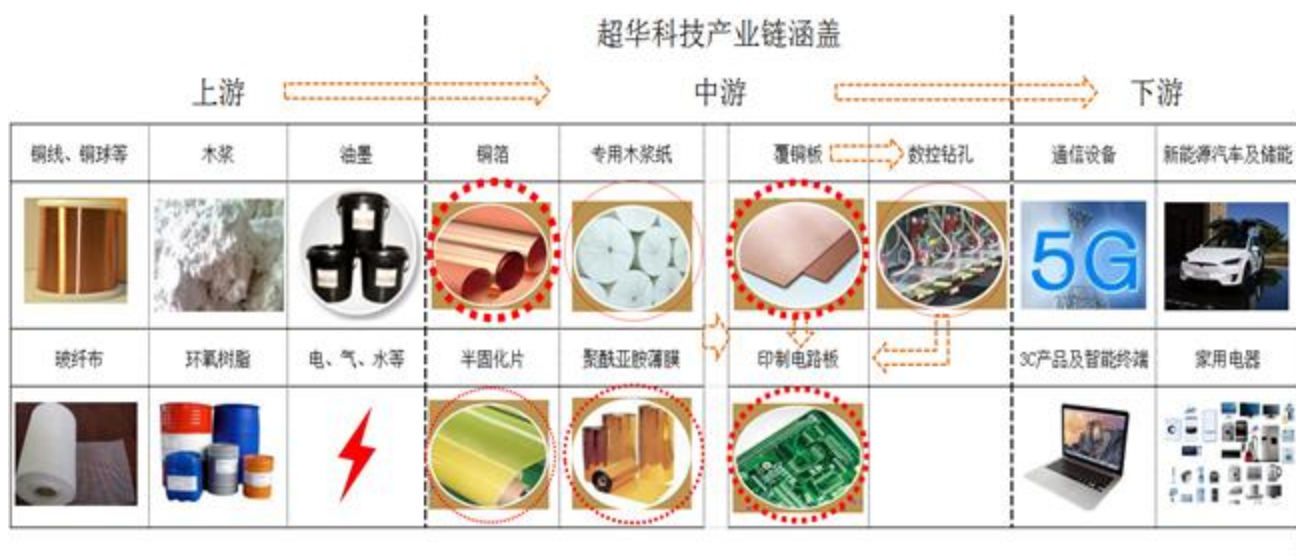 超华科技产业链涵盖
上游 中游 下游
铜线、铜球等 木浆 油墨 铜箔 专用木浆纸 覆铜板 数控钻孔 通信设备 新能源汽车及储能
5G
玻纤布 环氧树脂 电、气、水等 半固化片 聚酰亚胺薄膜 印制电路板 3C产品及智能终端 家用电器